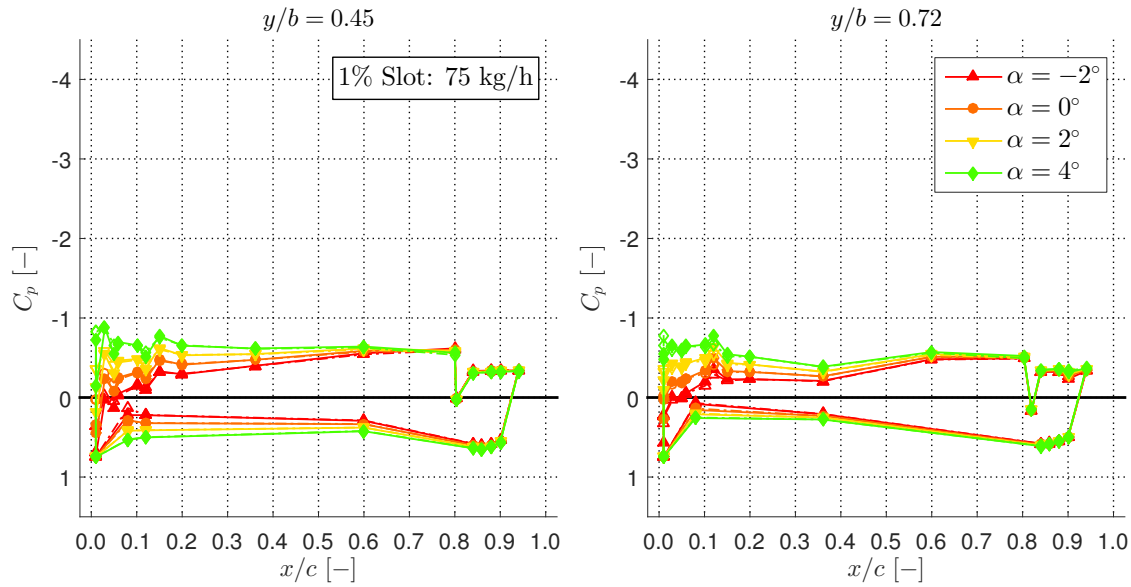 y/b = 0.45
1% Slot: 75 kg/h
-4
-3
-2
-1
0
1
C_p [−]
0.0 0.1 0.2 0.3 0.4 0.5 0.6 0.7 0.8 0.9 1.0
x/c [−]
y/b = 0.72
α = −2°
α = 0°
α = 2°
α = 4°
-4
-3
-2
-1
0
1
C_p [−]
0.0 0.1 0.2 0.3 0.4 0.5 0.6 0.7 0.8 0.9 1.0
x/c [−]